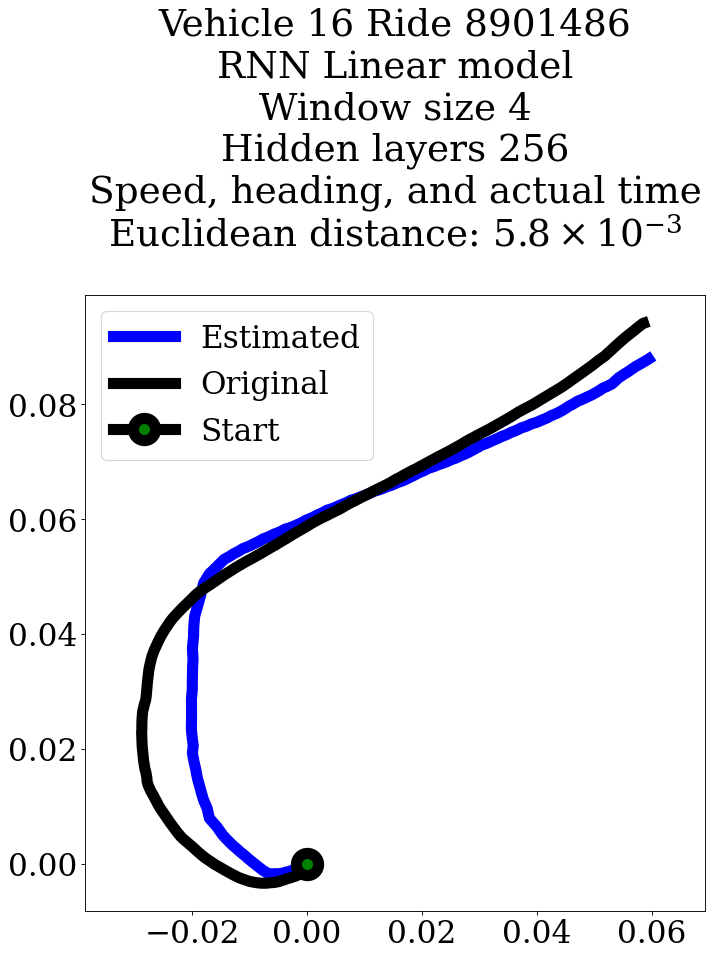 Vehicle 16 Ride 8901486
RNN Linear model
Window size 4
Hidden layers 256
Speed, heading, and actual time
Euclidean distance: 5.8 × 10⁻³
Estimated
Original
Start
0.08
0.06
0.04
0.02
0.00
−0.02 0.00 0.02 0.04 0.06